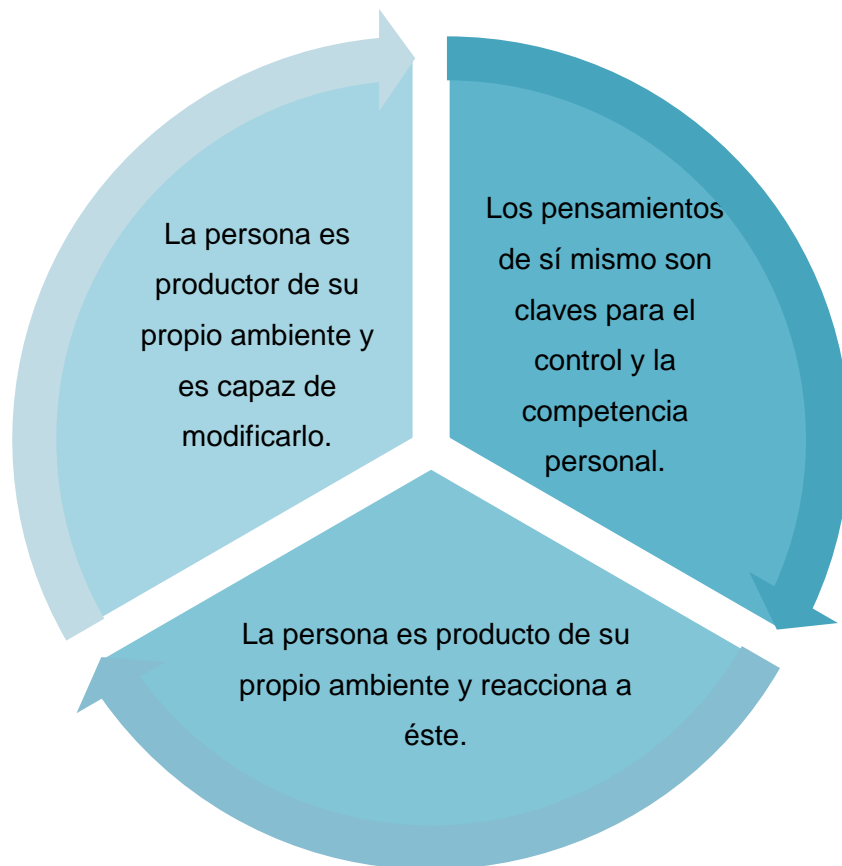 La persona es
productor de su
propio ambiente y
es capaz de
modificarlo.
Los pensamientos
de sí mismo son
claves para el
control y la
competencia
personal.
La persona es producto de su
propio ambiente y reacciona a
éste.